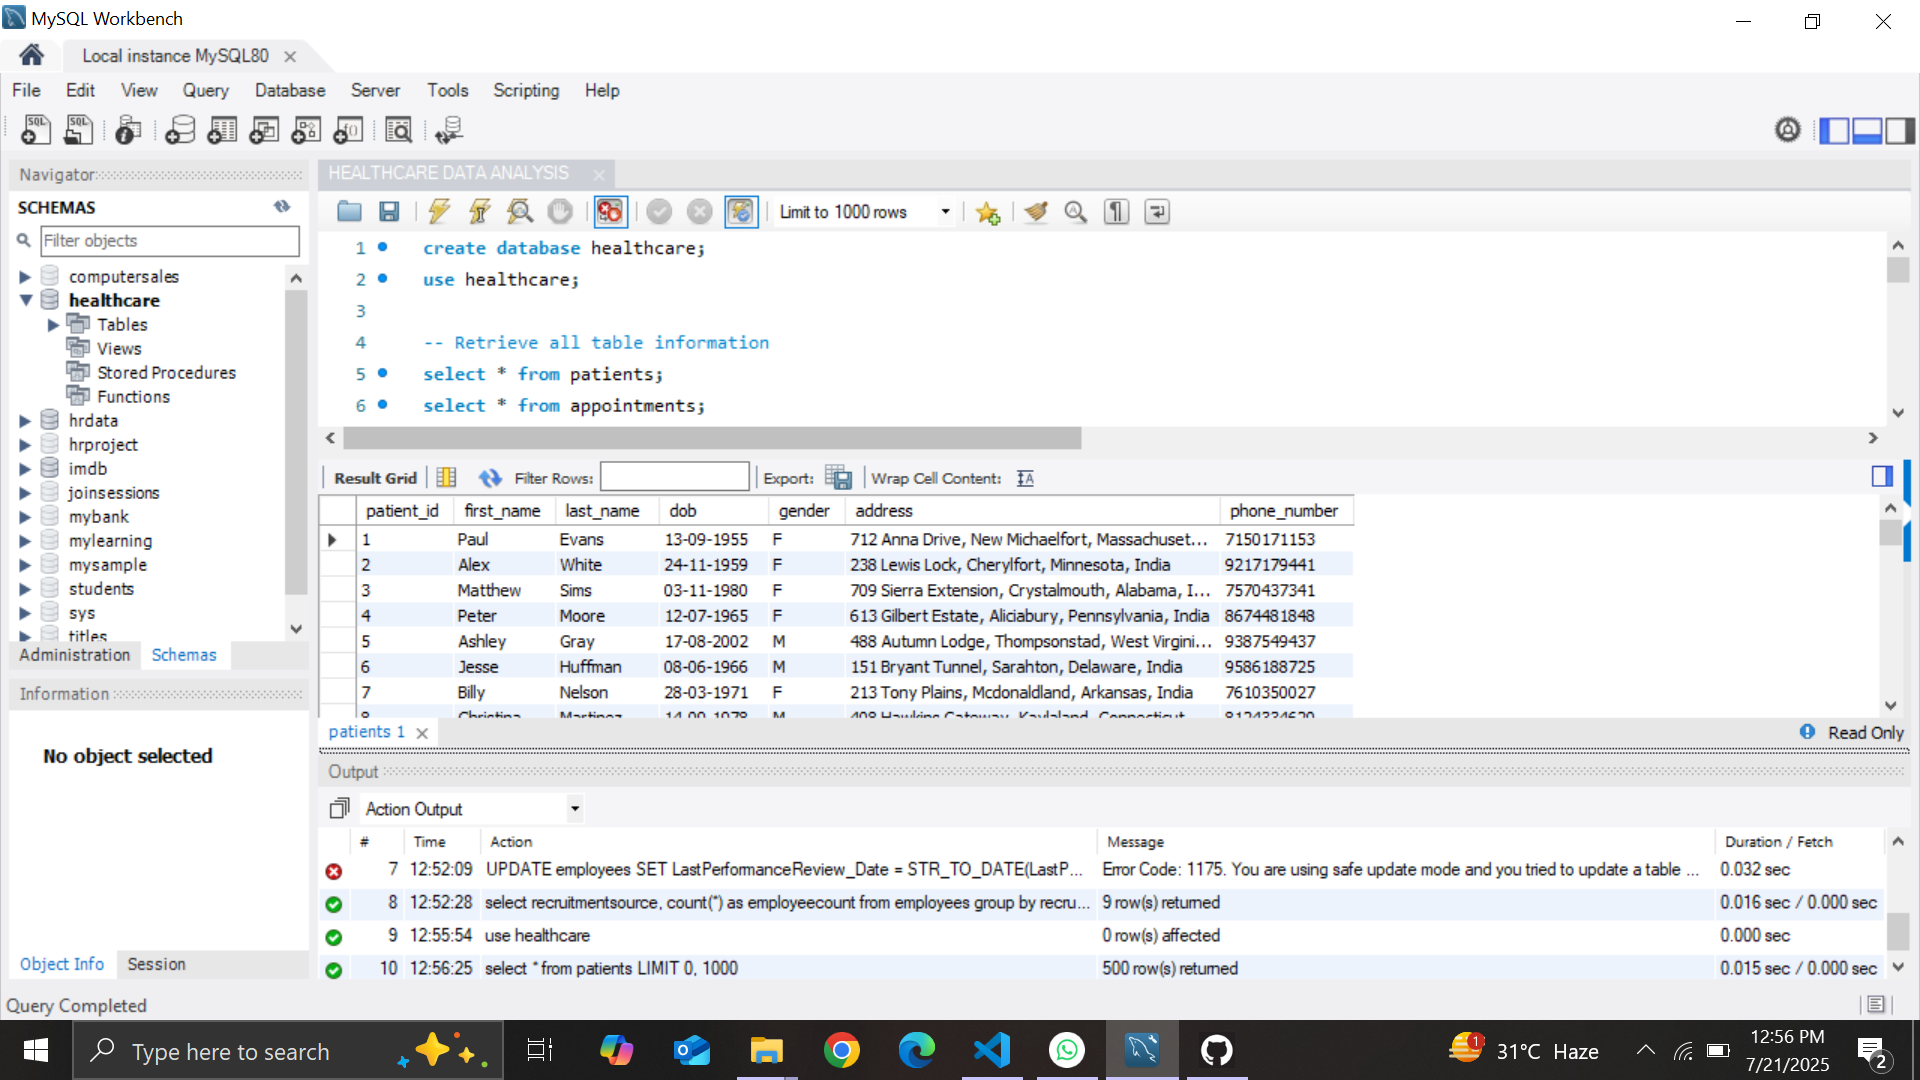 MySQL Workbench
Local instance MySQL80
File Edit View Query Database Server Tools Scripting Help
Navigator
SCHEMAS
Filter objects
computersales
healthcare
Tables
Views
Stored Procedures
Functions
hrdata
hrproject
imdb
joinsessions
mybank
mylearning
mysample
students
sys
titles
Administration Schemas
Information
No object selected
Object Info Session
HEALTHCARE DATA ANALYSIS
Limit to 1000 rows
1 create database healthcare;
2 use healthcare;
3
4 -- Retrieve all table information
5 select * from patients;
6 select * from appointments;
Result Grid Filter Rows: Export: Wrap Cell Content:
patient_id first_name last_name dob gender address phone_number
1 Paul Evans 13-09-1955 F 712 Anna Drive, New Michaelfort, Massachuset... 7150171153
2 Alex White 24-11-1959 F 238 Lewis Lock, Cherylfort, Minnesota, India 9217179441
3 Matthew Sims 03-11-1980 F 709 Sierra Extension, Crystalmouth, Alabama, I... 7570437341
4 Peter Moore 12-07-1965 F 613 Gilbert Estate, Aliciabury, Pennsylvania, India 8674481848
5 Ashley Gray 17-08-2002 M 488 Autumn Lodge, Thompsonstad, West Virgini... 9387549437
6 Jesse Huffman 08-06-1966 M 151 Bryant Tunnel, Sarahton, Delaware, India 9586188725
7 Billy Nelson 28-03-1971 F 213 Tony Plains, Mcdonaldland, Arkansas, India 7610350027
8 Christina Martinez M
patients 1
Read Only
Output
Action Output
# Time Action Message Duration / Fetch
7 12:52:09 UPDATE employees SET LastPerformanceReview_Date = STR_TO_DATE(LastP... Error Code: 1175. You are using safe update mode and you tried to update a table ... 0.032 sec
8 12:52:28 select recruitmentsource, count(*) as employeecount from employees group by recru... 9 row(s) returned 0.016 sec / 0.000 sec
9 12:55:54 use healthcare 0 row(s) affected 0.000 sec
10 12:56:25 select * from patients LIMIT 0, 1000 500 row(s) returned 0.015 sec / 0.000 sec
Query Completed
Type here to search
1
31°C Haze
12:56 PM
7/21/2025
2